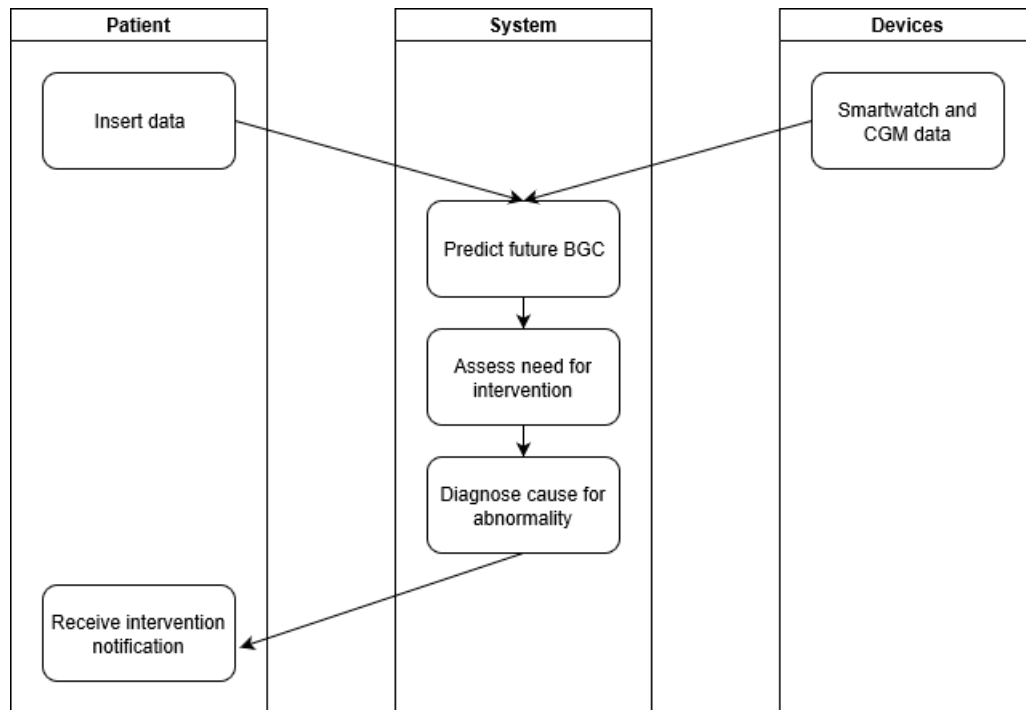 Patient
System
Devices
Insert data
Smartwatch and
CGM data
Predict future BGC
Assess need for
intervention
Diagnose cause for
abnormality
Receive intervention
notification